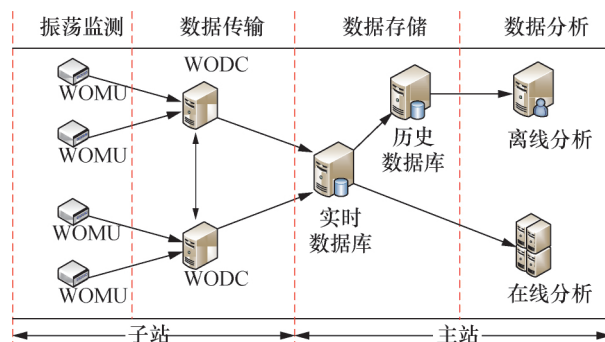 振荡监测
数据传输
数据存储
数据分析
WODC
WOMU
WOMU
历史
数据库
离线分析
实时
数据库
WOMU
WODC
WOMU
在线分析
子站
主站